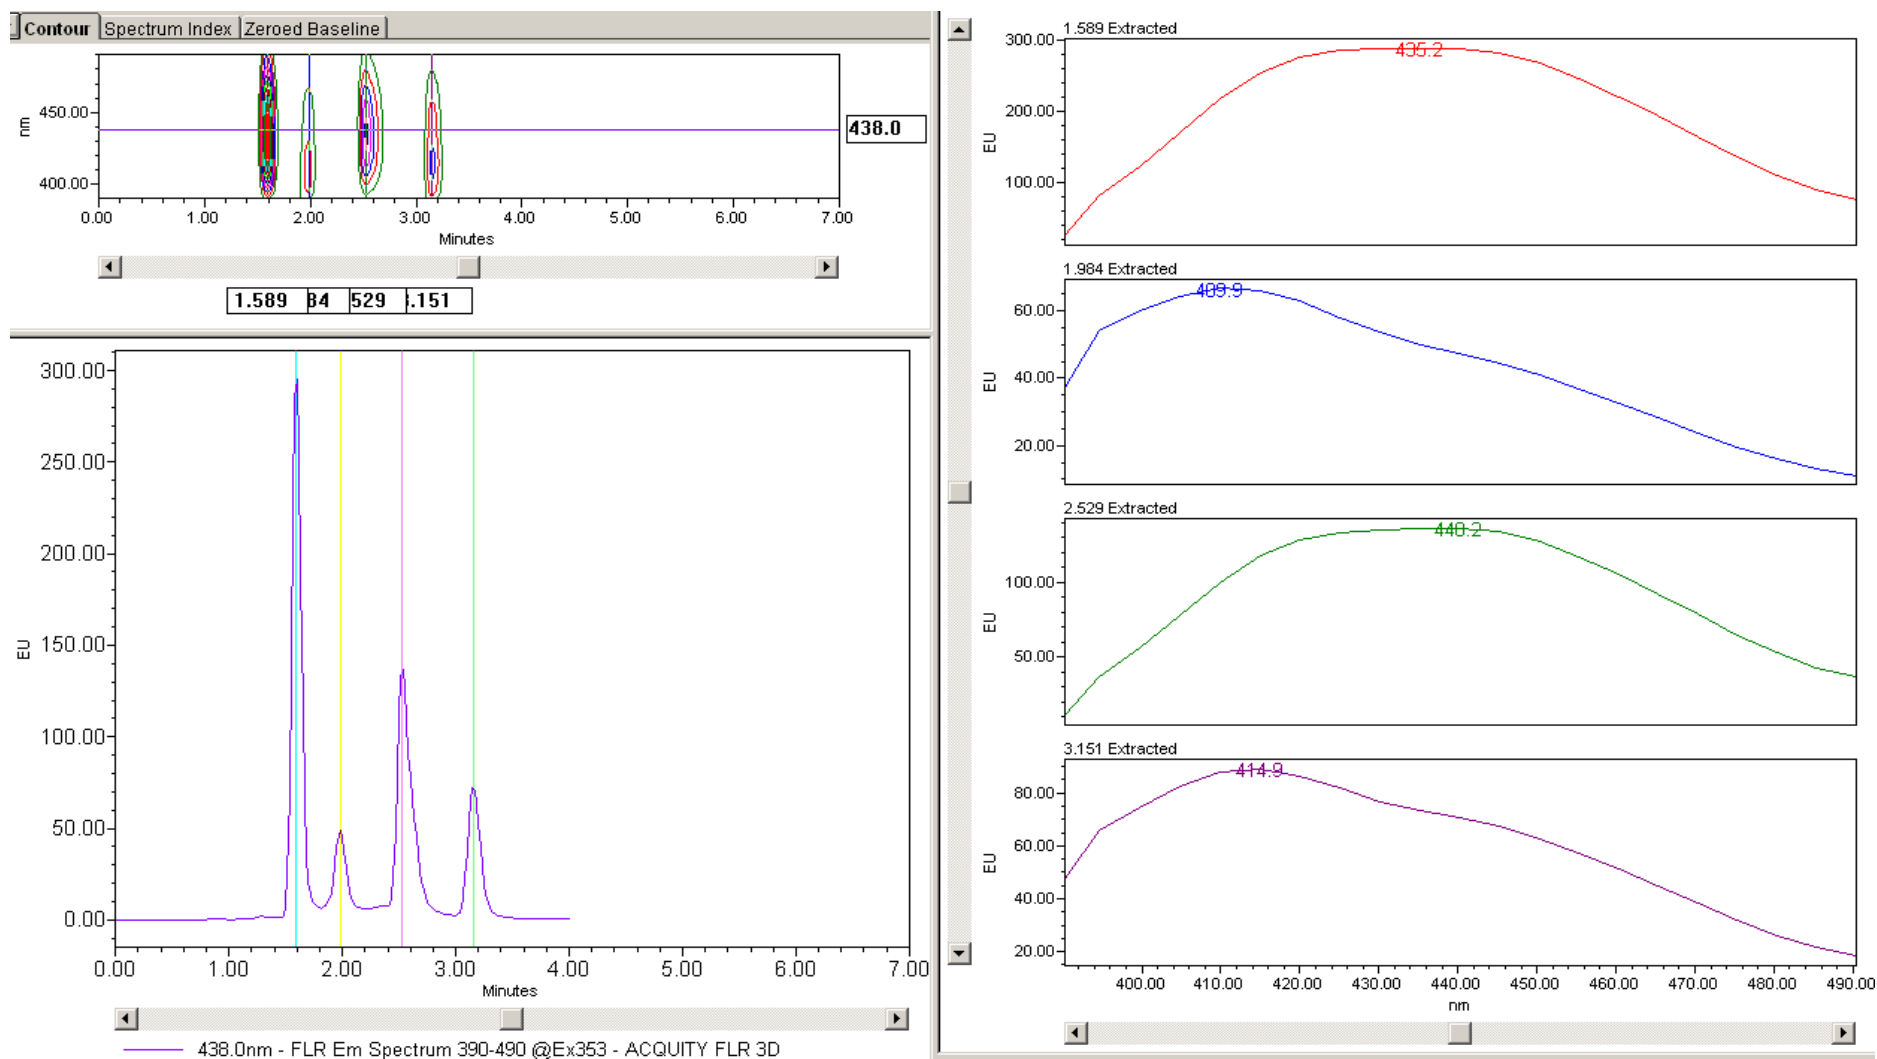 Contour Spectrum Index Zeroed Baseline
nm
450.00
400.00
438.0
0.00 1.00 2.00 3.00 4.00 5.00 6.00 7.00
Minutes
1.589 84 529 .151
EU
300.00
250.00
200.00
150.00
100.00
50.00
0.00
0.00 1.00 2.00 3.00 4.00 5.00 6.00 7.00
Minutes
438.0nm - FLR Em Spectrum 390-490 @Ex353 - ACQUITY FLR 3D
1.589 Extracted
EU
300.00
200.00
100.00
435.2
1.984 Extracted
EU
60.00
40.00
20.00
409.9
2.529 Extracted
EU
100.00
50.00
440.2
3.151 Extracted
EU
80.00
60.00
40.00
20.00
414.9
400.00 410.00 420.00 430.00 440.00 450.00 460.00 470.00 480.00 490.00
nm